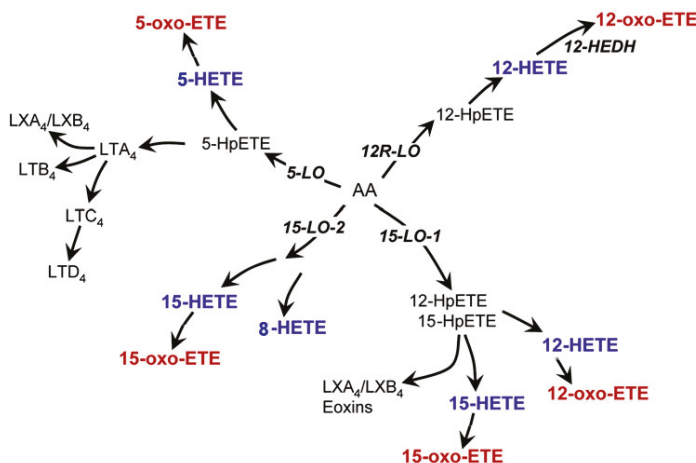 5-oxo-ETE
12-oxo-ETE
12-HEDH
5-HETE
12-HETE
LXA₄/LXB₄
12-HpETE
5-HpETE
LTA₄
12R-LO
LTB₄
5-LO
AA
LTC₄
15-LO-2
15-LO-1
LTD₄
15-HETE
12-HpETE
15-HpETE
8-HETE
12-HETE
15-oxo-ETE
LXA₄/LXB₄
Eoxins
12-oxo-ETE
15-HETE
15-oxo-ETE